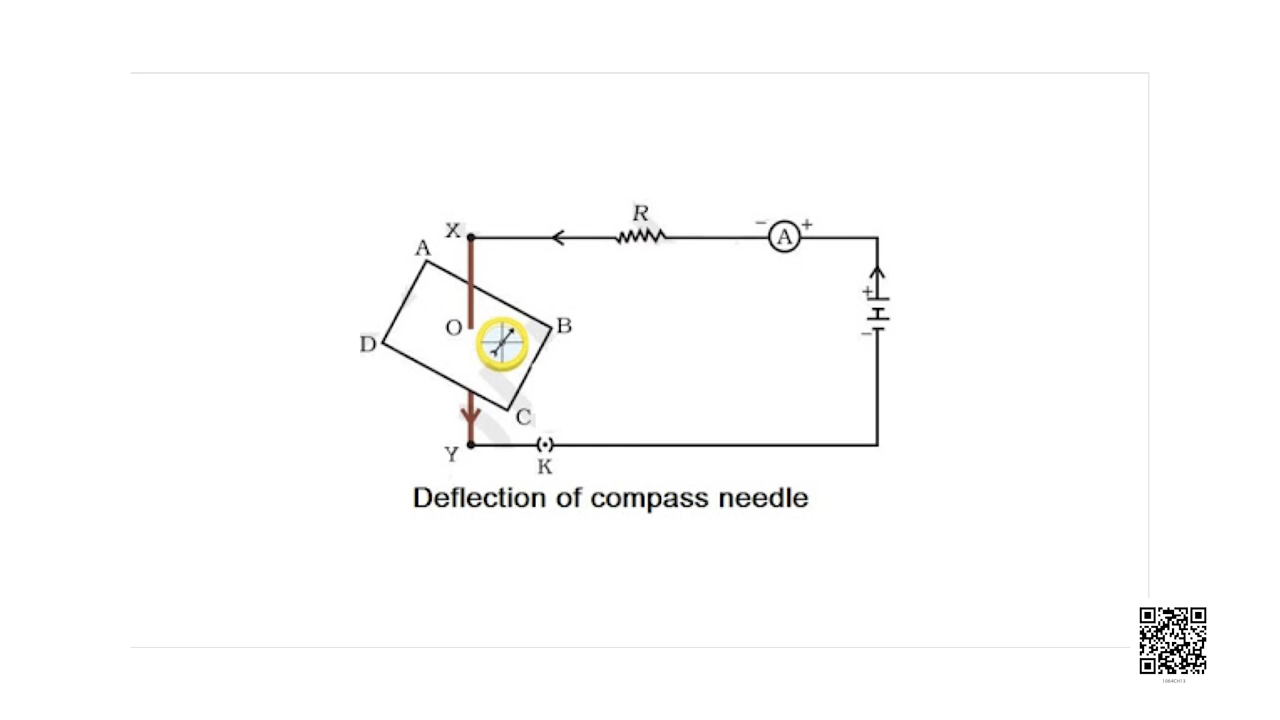 R
X
− A +
A
+
O
B
D
−
C
Y
K
Deflection of compass needle